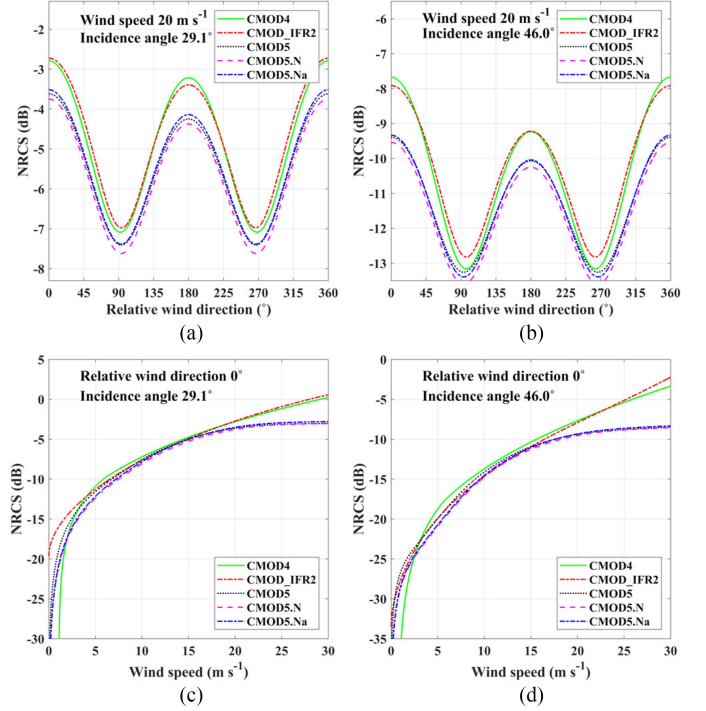 Wind speed 20 m s⁻¹
Incidence angle 29.1°
CMOD4
CMOD_IFR2
CMOD5
CMOD5.N
CMOD5.Na
NRCS (dB)
-2
-3
-4
-5
-6
-7
-8
0 45 90 135 180 225 270 315 360
Relative wind direction (°)
(a)
Wind speed 20 m s⁻¹
Incidence angle 46.0°
CMOD4
CMOD_IFR2
CMOD5
CMOD5.N
CMOD5.Na
NRCS (dB)
-6
-7
-8
-9
-10
-11
-12
-13
0 45 90 135 180 225 270 315 360
Relative wind direction (°)
(b)
Relative wind direction 0°
Incidence angle 29.1°
NRCS (dB)
5
0
-5
-10
-15
-20
-25
-30
CMOD4
CMOD_IFR2
CMOD5
CMOD5.N
CMOD5.Na
0 5 10 15 20 25 30
Wind speed (m s⁻¹)
(c)
Relative wind direction 0°
Incidence angle 46.0°
NRCS (dB)
0
-5
-10
-15
-20
-25
-30
-35
CMOD4
CMOD_IFR2
CMOD5
CMOD5.N
CMOD5.Na
0 5 10 15 20 25 30
Wind speed (m s⁻¹)
(d)